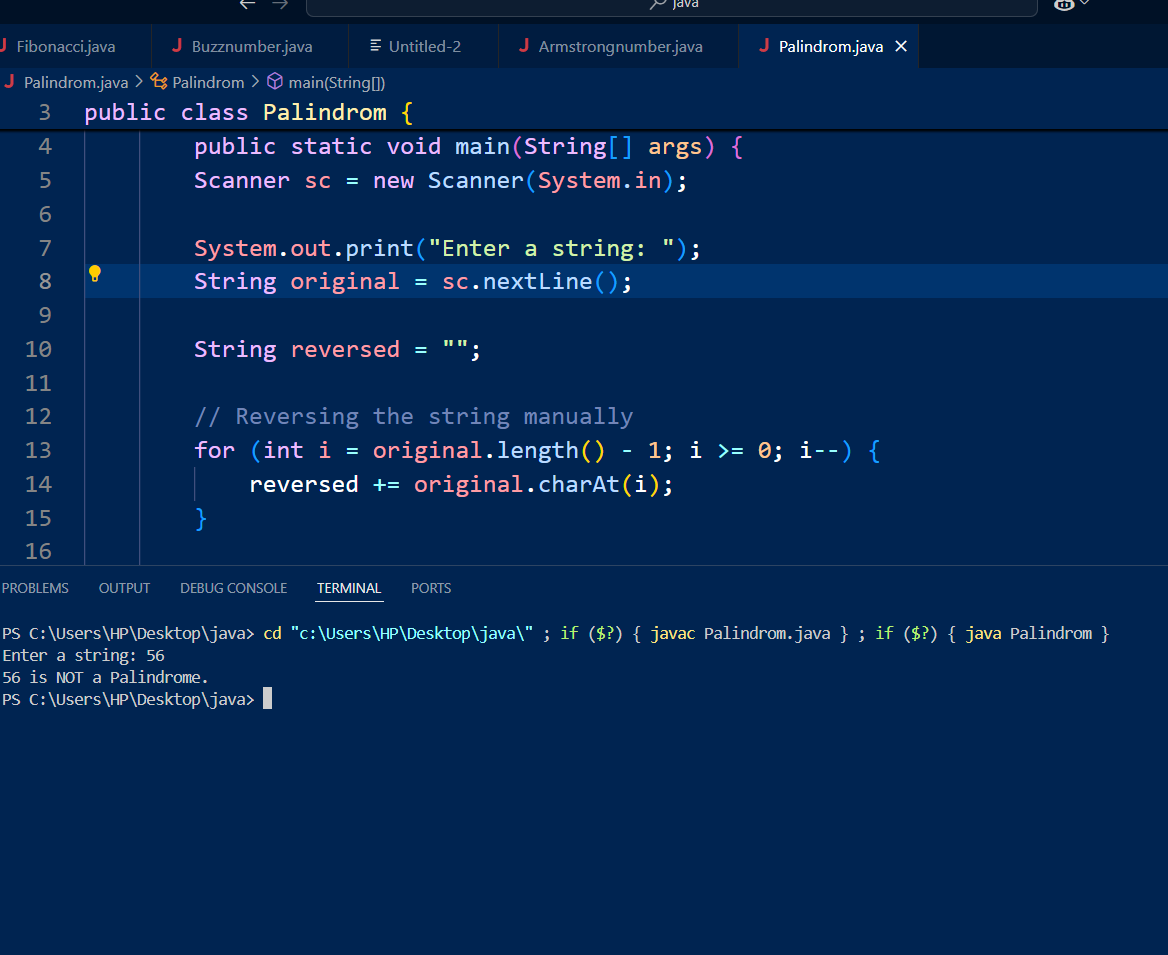 java
Fibonacci.java
Buzznumber.java
Untitled-2
Armstrongnumber.java
Palindrom.java
Palindrom.java > Palindrom > main(String[])
3 public class Palindrom {
4 public static void main(String[] args) {
5 Scanner sc = new Scanner(System.in);
6
7 System.out.print("Enter a string: ");
8 String original = sc.nextLine();
9
10 String reversed = "";
11
12 // Reversing the string manually
13 for (int i = original.length() - 1; i >= 0; i--) {
14 reversed += original.charAt(i);
15 }
16
PROBLEMS OUTPUT DEBUG CONSOLE TERMINAL PORTS
PS C:\Users\HP\Desktop\java> cd "c:\Users\HP\Desktop\java\" ; if ($?) { javac Palindrom.java } ; if ($?) { java Palindrom }
Enter a string: 56
56 is NOT a Palindrome.
PS C:\Users\HP\Desktop\java>